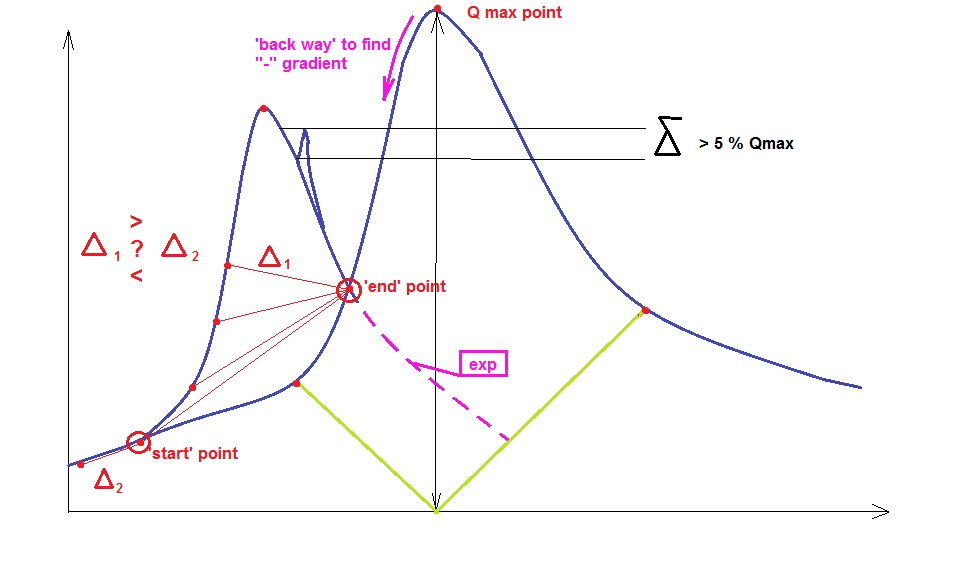 Q max point
'back way' to find
"-" gradient
> 5 % Qmax
>
Δ1 ? Δ2
<
Δ1
'end' point
exp
'start' point
Δ2